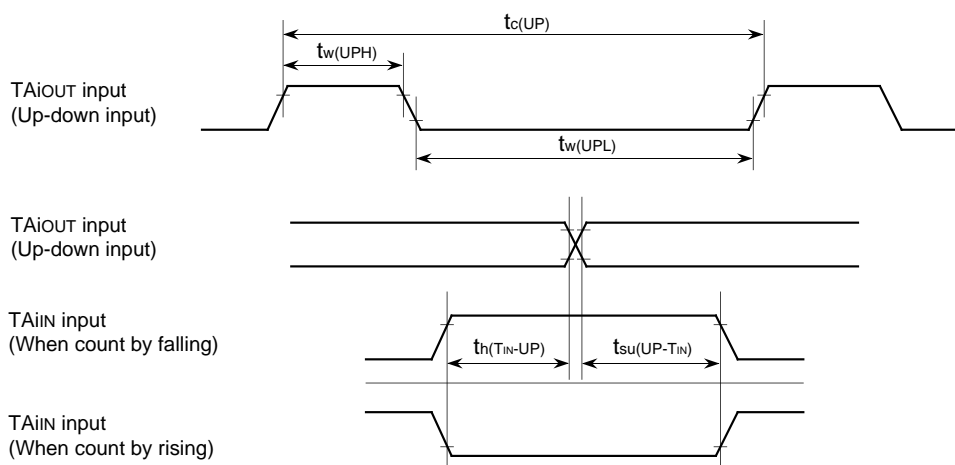 tc(UP)
tw(UPH)
TAiOUT input
(Up-down input)
tw(UPL)
TAiOUT input
(Up-down input)
TAiIN input
(When count by falling)
th(TIN-UP)
tsu(UP-TIN)
TAiIN input
(When count by rising)